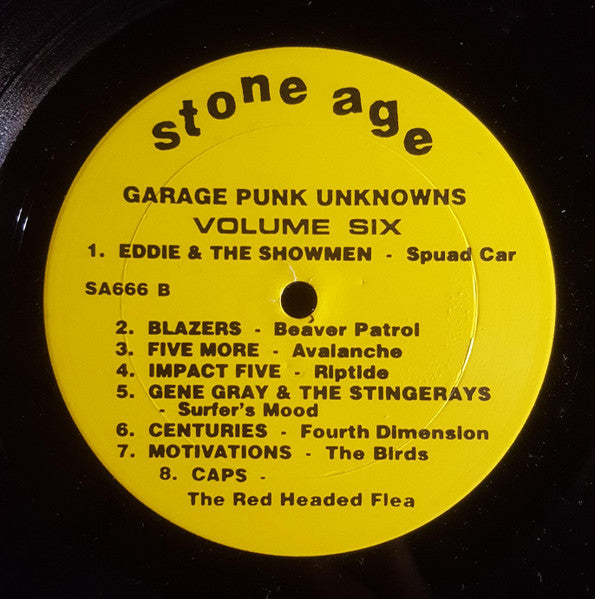 stone age
GARAGE PUNK UNKNOWNS
VOLUME SIX
1. EDDIE & THE SHOWMEN - Spuad Car
SA666 B
2. BLAZERS - Beaver Patrol
3. FIVE MORE - Avalanche
4. IMPACT FIVE - Riptide
5. GENE GRAY & THE STINGERAYS
- Surfer's Mood
6. CENTURIES - Fourth Dimension
7. MOTIVATIONS - The Birds
8. CAPS -
The Red Headed Flea